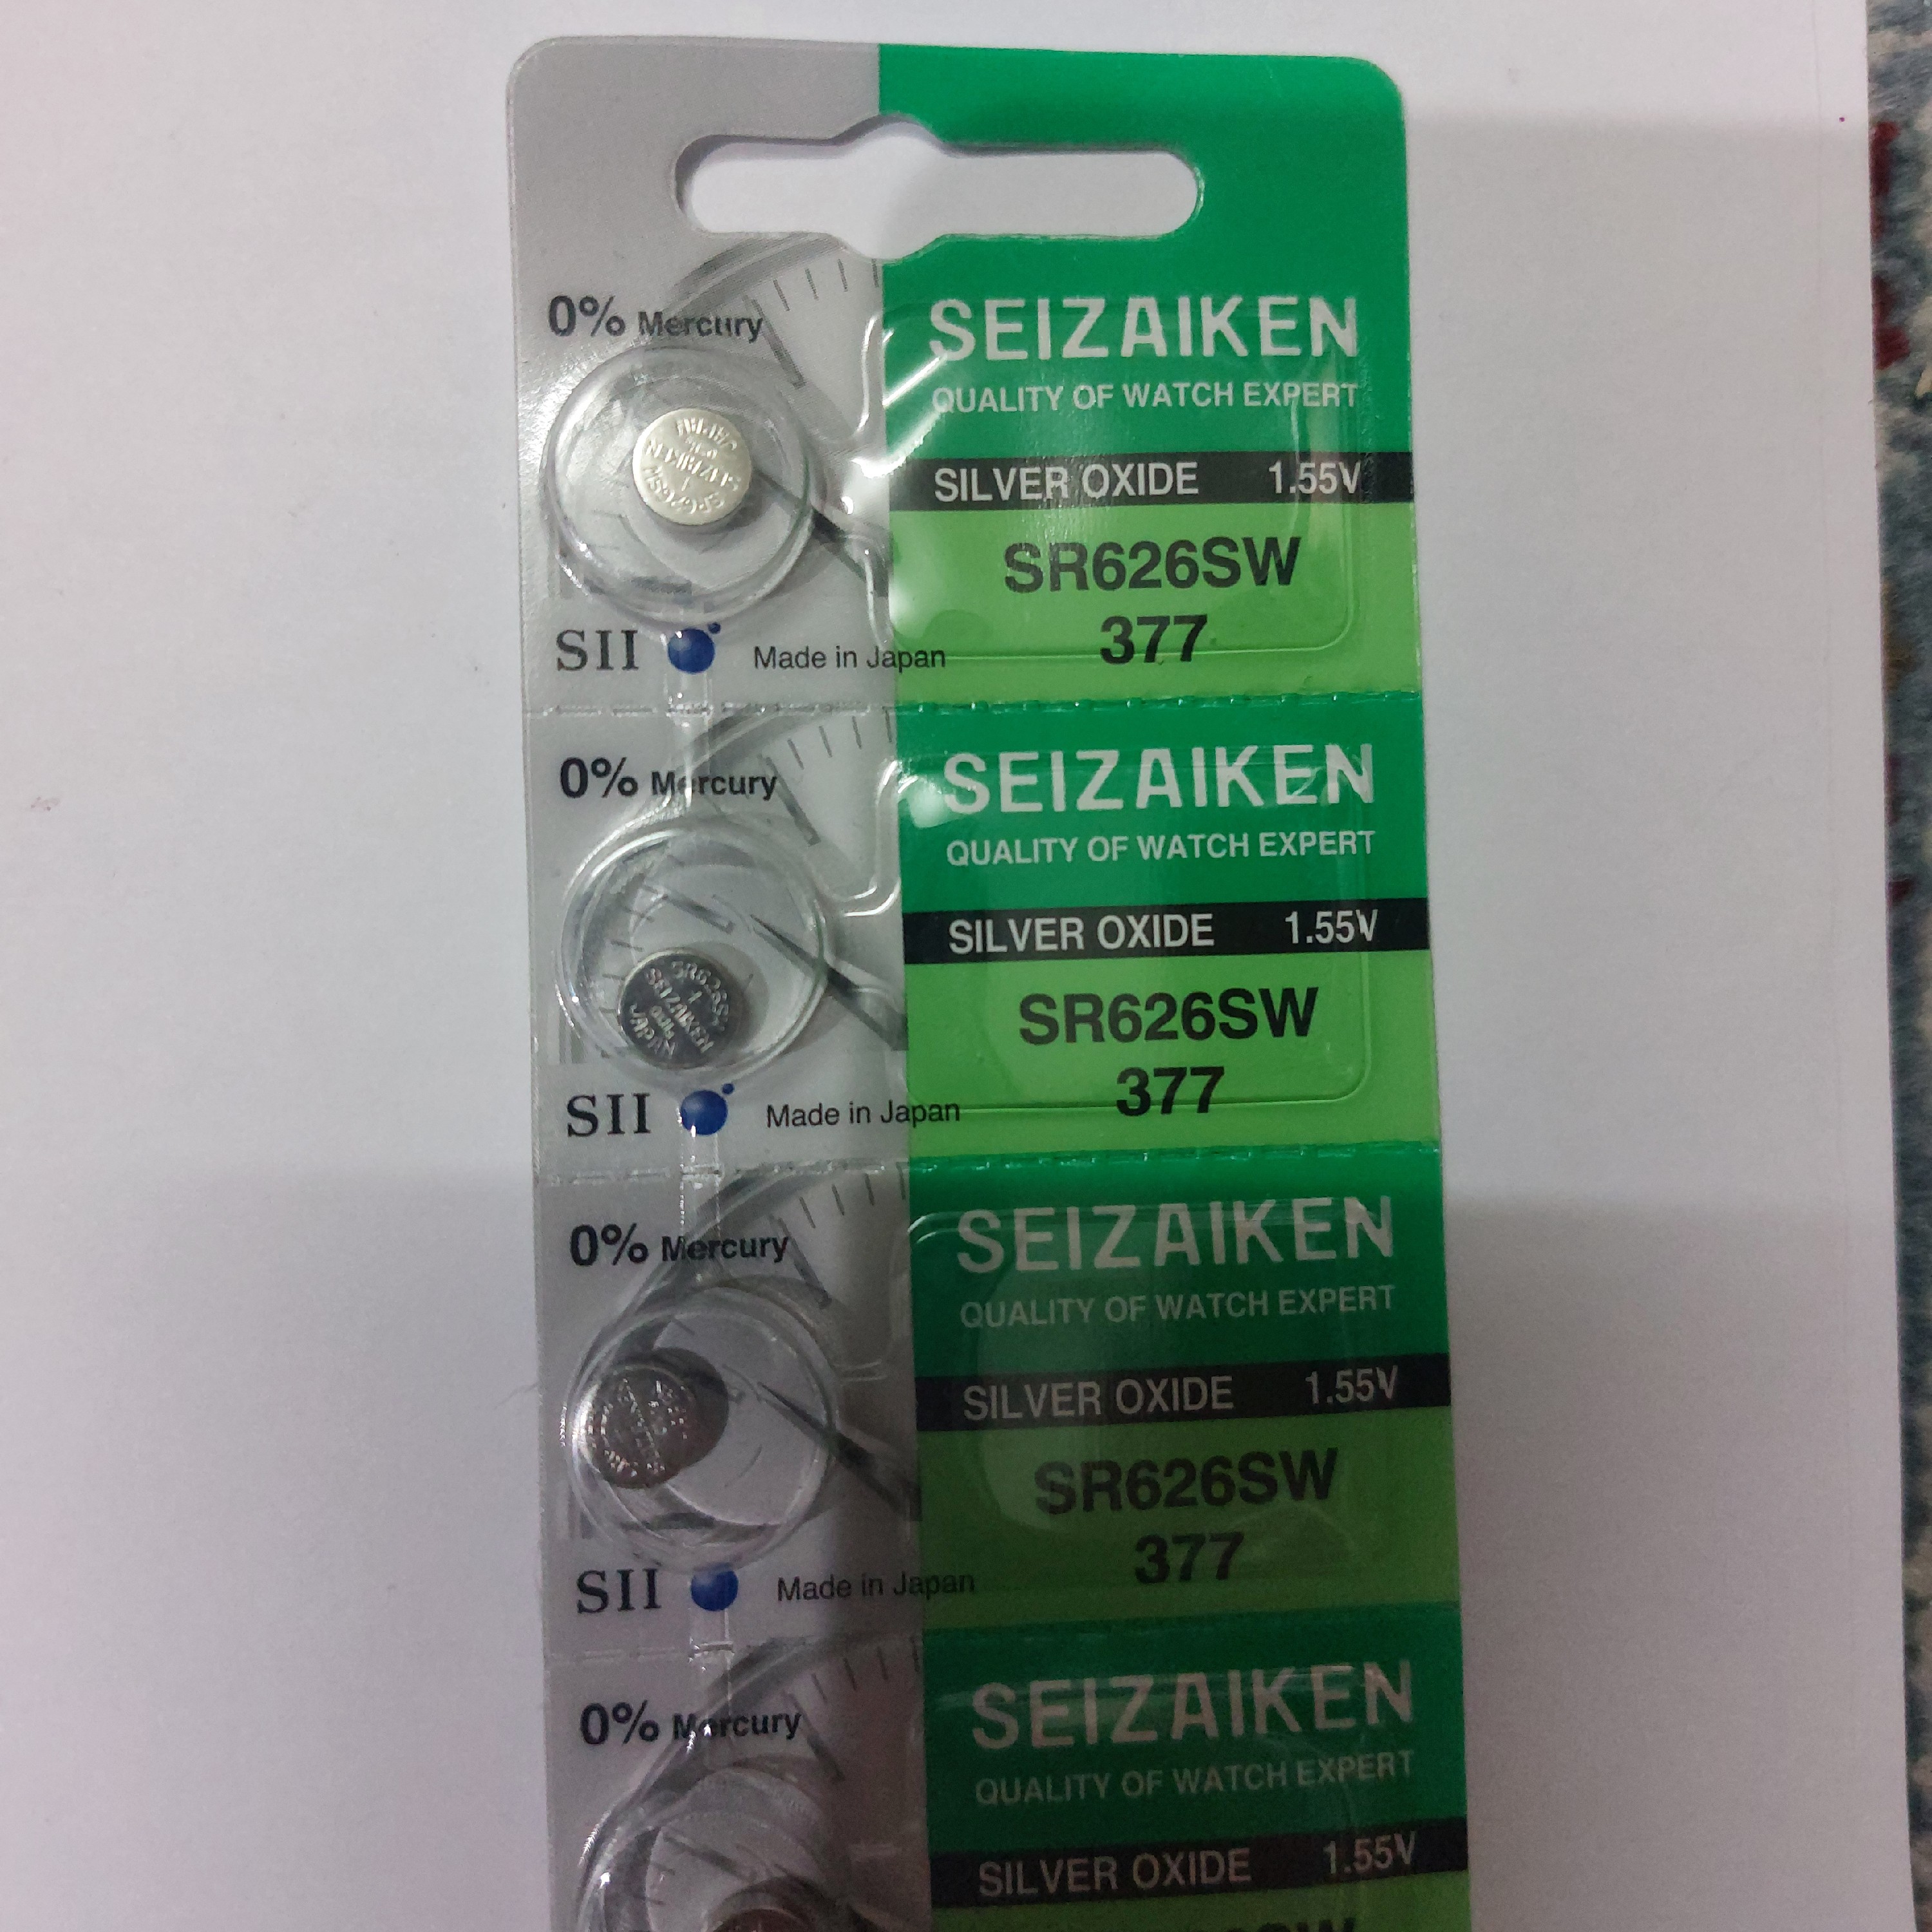 0% Mercury
SEIZAIKEN
QUALITY OF WATCH EXPERT
SILVER OXIDE 1.55V
SR626SW
377
SII Made in Japan
0% Mercury
SEIZAIKEN
QUALITY OF WATCH EXPERT
SILVER OXIDE 1.55V
SR626SW
SEIZAIKEN
JAPAN
SR626SW
377
SII Made in Japan
0% Mercury
SEIZAIKEN
QUALITY OF WATCH EXPERT
SILVER OXIDE 1.55V
SR626SW
377
SII Made in Japan
0% Mercury
SEIZAIKEN
QUALITY OF WATCH EXPERT
SILVER OXIDE 1.55V